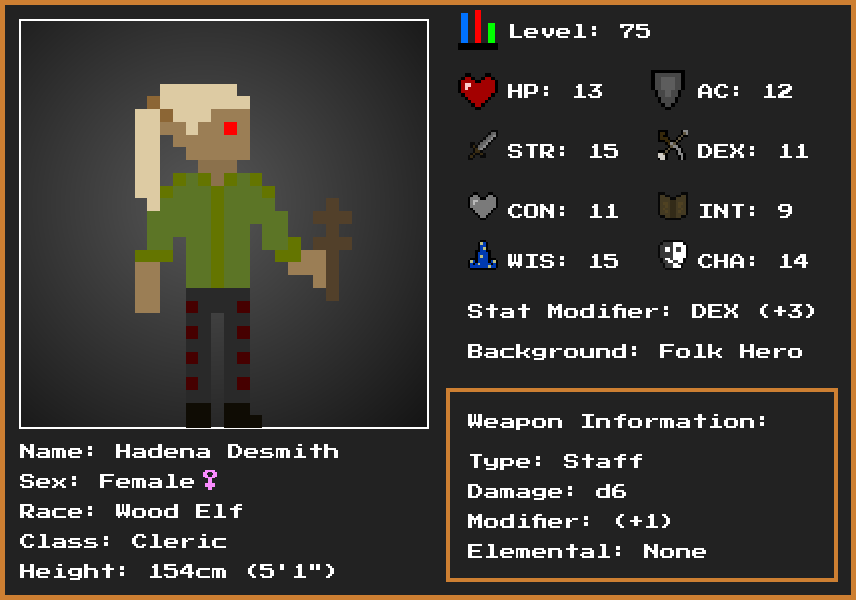 Level: 75
HP: 13 AC: 12
STR: 15 DEX: 11
CON: 11 INT: 9
WIS: 15 CHA: 14
Stat Modifier: DEX (+3)
Background: Folk Hero
Weapon Information:
Type: Staff
Damage: d6
Modifier: (+1)
Elemental: None
Name: Hadena Desmith
Sex: Female♀
Race: Wood Elf
Class: Cleric
Height: 154cm (5'1")